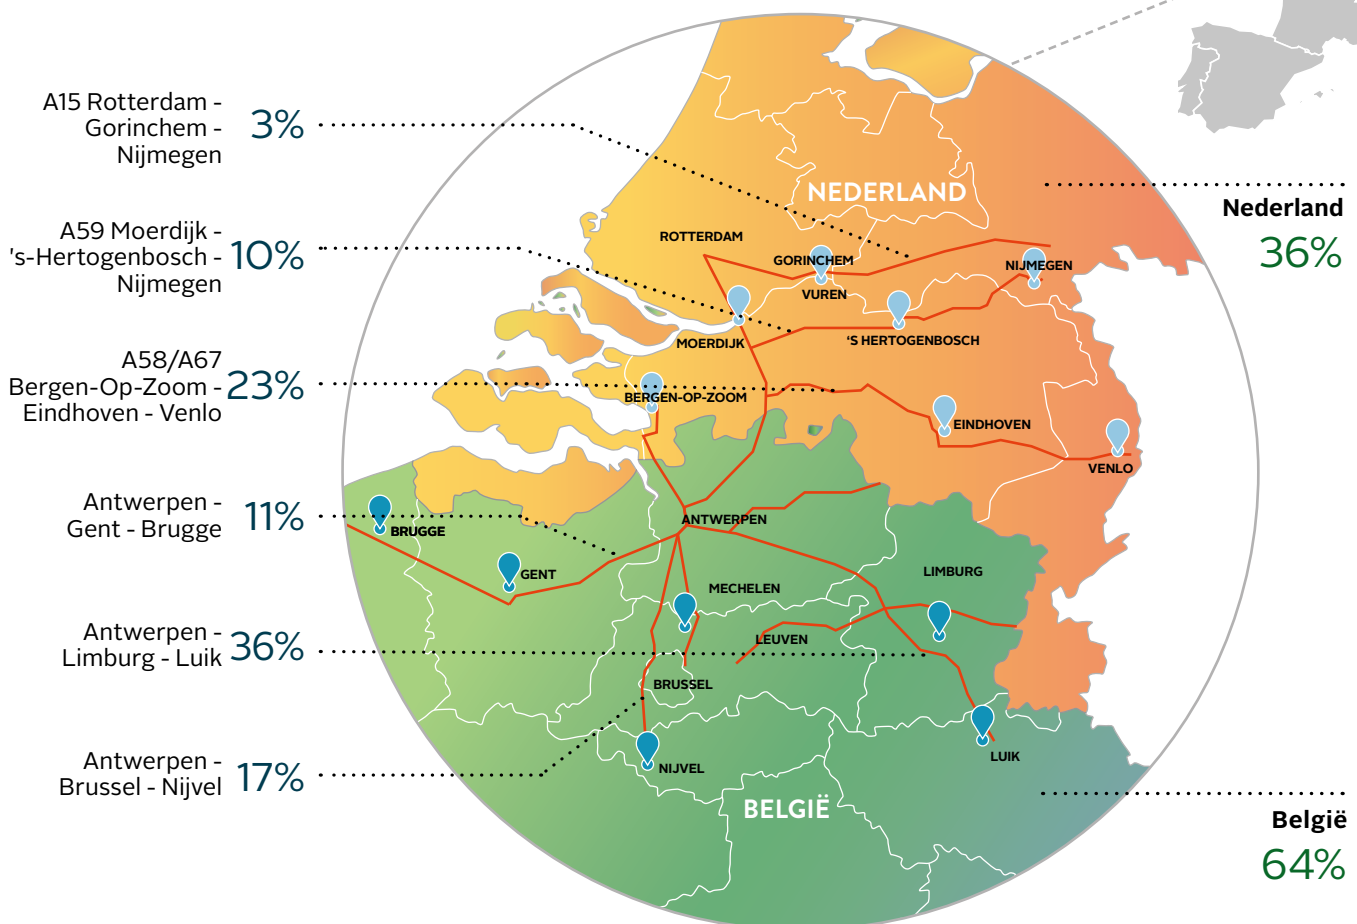 A15 Rotterdam -
Gorinchem -
Nijmegen
3%
A59 Moerdijk -
's-Hertogenbosch -
Nijmegen
10%
A58/A67
Bergen-Op-Zoom -
Eindhoven - Venlo
23%
Antwerpen -
Gent - Brugge
11%
Antwerpen -
Limburg - Luik
36%
Antwerpen -
Brussel - Nijvel
17%
NEDERLAND
ROTTERDAM
GORINCHEM
NIJMEGEN
VUREN
MOERDIJK
‘S HERTOGENBOSCH
BERGEN-OP-ZOOM
EINDHOVEN
VENLO
ANTWERPEN
BRUGGE
GENT
LIMBURG
MECHELEN
LEUVEN
BRUSSEL
LUIK
NIJVEL
BELGIË
Nederland
36%
België
64%